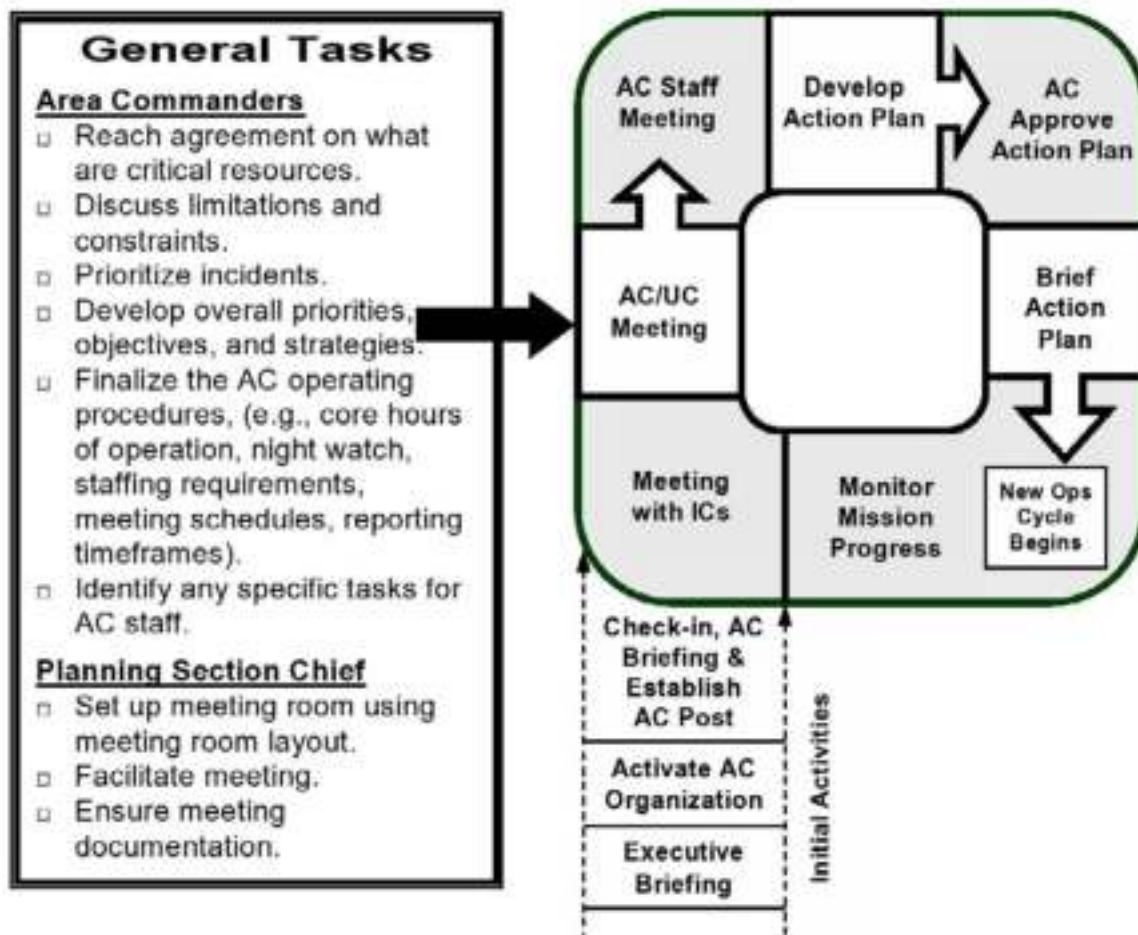 General Tasks
Area Commanders
□ Reach agreement on what
are critical resources.
□ Discuss limitations and
constraints.
□ Prioritize incidents.
□ Develop overall priorities,
objectives, and strategies.
□ Finalize the AC operating
procedures, (e.g., core hours
of operation, night watch,
staffing requirements,
meeting schedules, reporting
timeframes).
□ Identify any specific tasks for
AC staff.
Planning Section Chief
□ Set up meeting room using
meeting room layout.
□ Facilitate meeting.
□ Ensure meeting
documentation.
AC Staff
Meeting
Develop
Action Plan
AC
Approve
Action Plan
AC/UC
Meeting
Brief
Action
Plan
Meeting
with ICs
Monitor
Mission
Progress
New Ops
Cycle
Begins
Check-in, AC
Briefing &
Establish
AC Post
Activate AC
Organization
Executive
Briefing
Initial Activities